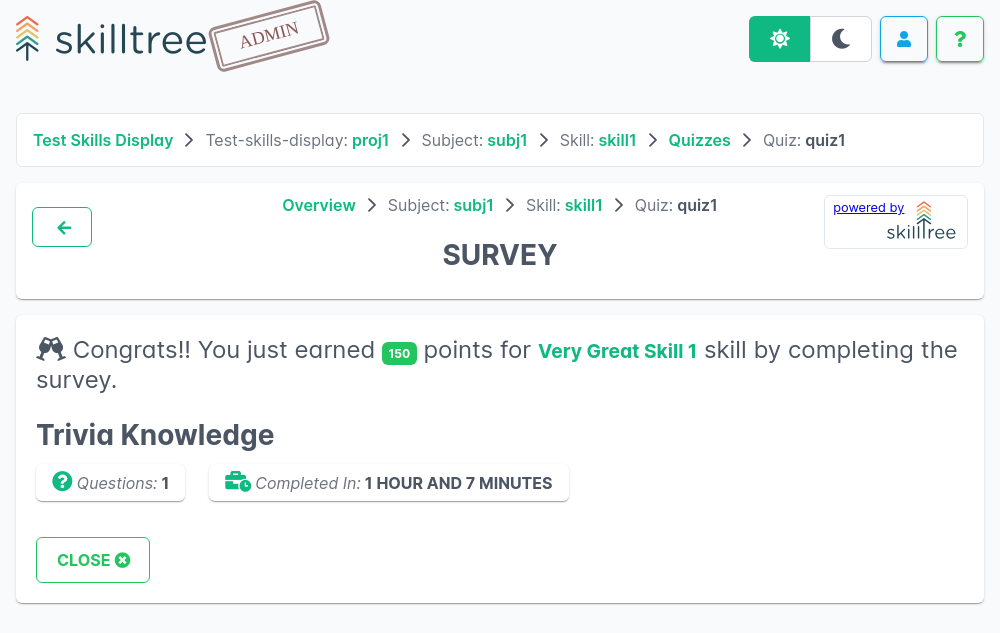 skilltree
ADMIN
?
Test Skills Display > Test-skills-display: proj1 > Subject: subj1 > Skill: skill1 > Quizzes > Quiz: quiz1
Overview > Subject: subj1 > Skill: skill1 > Quiz: quiz1
powered by
skilltree
SURVEY
Congrats!! You just earned 150 points for Very Great Skill 1 skill by completing the
survey.
Trivia Knowledge
? Questions: 1
Completed In: 1 HOUR AND 7 MINUTES
CLOSE